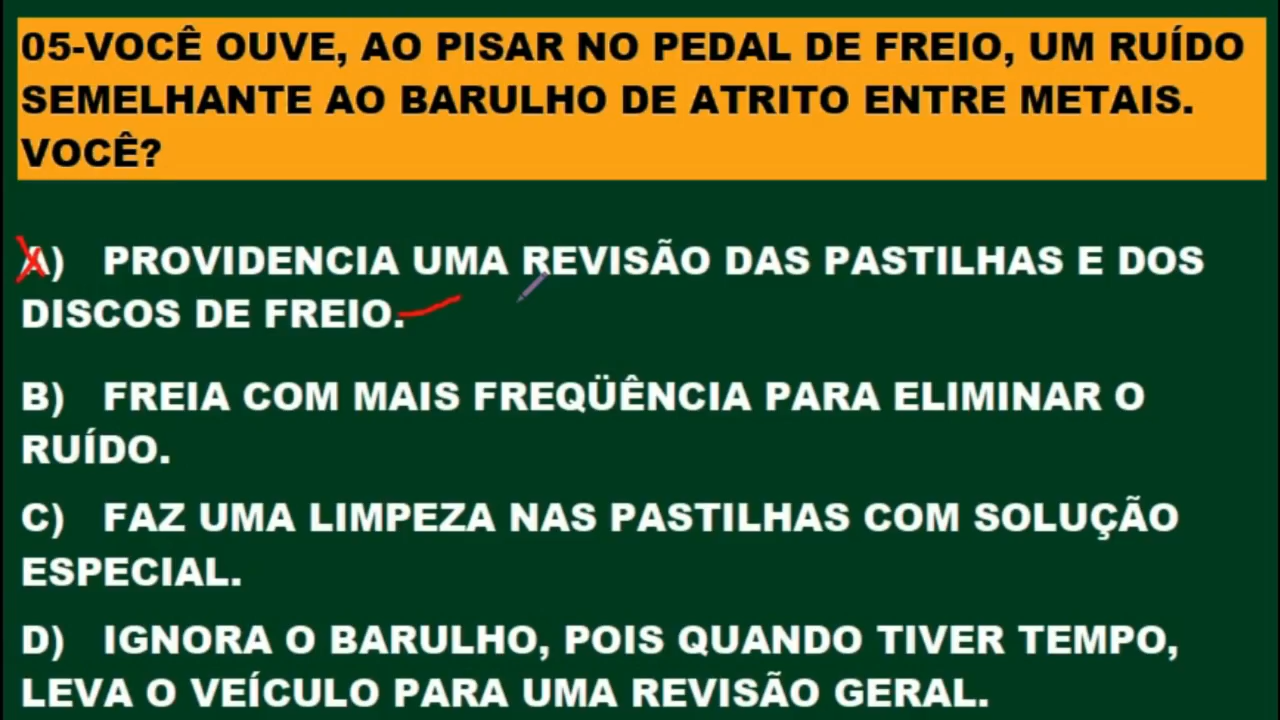 05-VOCÊ OUVE, AO PISAR NO PEDAL DE FREIO, UM RUÍDO
SEMELHANTE AO BARULHO DE ATRITO ENTRE METAIS.
VOCÊ?
A) PROVIDENCIA UMA REVISÃO DAS PASTILHAS E DOS
DISCOS DE FREIO.
B) FREIA COM MAIS FREQÜÊNCIA PARA ELIMINAR O
RUÍDO.
C) FAZ UMA LIMPEZA NAS PASTILHAS COM SOLUÇÃO
ESPECIAL.
D) IGNORA O BARULHO, POIS QUANDO TIVER TEMPO,
LEVA O VEÍCULO PARA UMA REVISÃO GERAL.